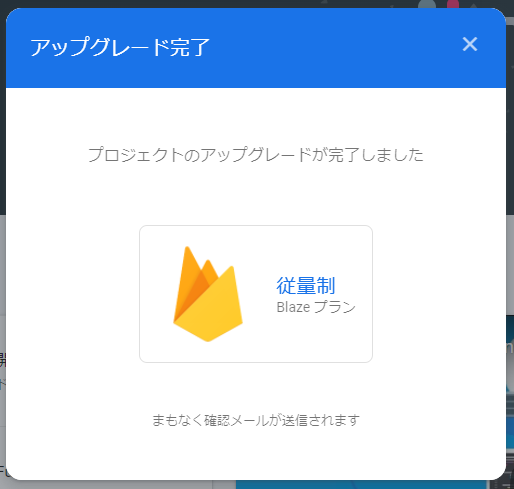 アップグレード完了
プロジェクトのアップグレードが完了しました
従量制
Blaze プラン
まもなく確認メールが送信されます